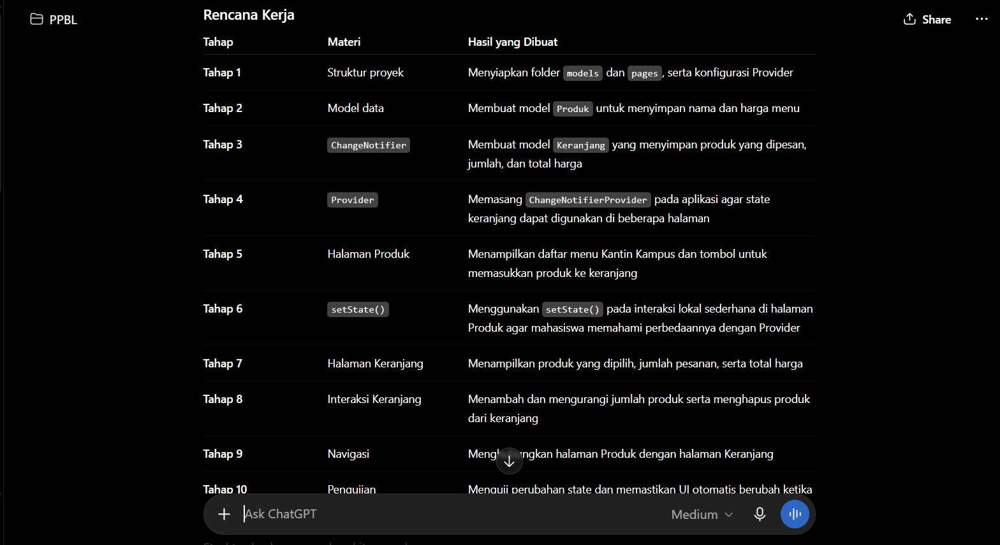 PPBL
Share
Rencana Kerja
Tahap Materi Hasil yang Dibuat
Tahap 1 Struktur proyek Menyiapkan folder models dan pages, serta konfigurasi Provider
Tahap 2 Model data Membuat model Produk untuk menyimpan nama dan harga menu
Tahap 3 ChangeNotifier Membuat model Keranjang yang menyimpan produk yang dipesan,
jumlah, dan total harga
Tahap 4 Provider Memasang ChangeNotifierProvider pada aplikasi agar state
keranjang dapat digunakan di beberapa halaman
Tahap 5 Halaman Produk Menampilkan daftar menu Kantin Kampus dan tombol untuk
memasukkan produk ke keranjang
Tahap 6 setState() Menggunakan setState() pada interaksi lokal sederhana di halaman
Produk agar mahasiswa memahami perbedaannya dengan Provider
Tahap 7 Halaman Keranjang Menampilkan produk yang dipilih, jumlah pesanan, serta total harga
Tahap 8 Interaksi Keranjang Menambah dan mengurangi jumlah produk serta menghapus produk
dari keranjang
Tahap 9 Navigasi halaman Produk dengan halaman Keranjang
Tahap 10 Pengujian Menguji perubahan state dan memastikan UI otomatis berubah ketika
Ask ChatGPT
Medium